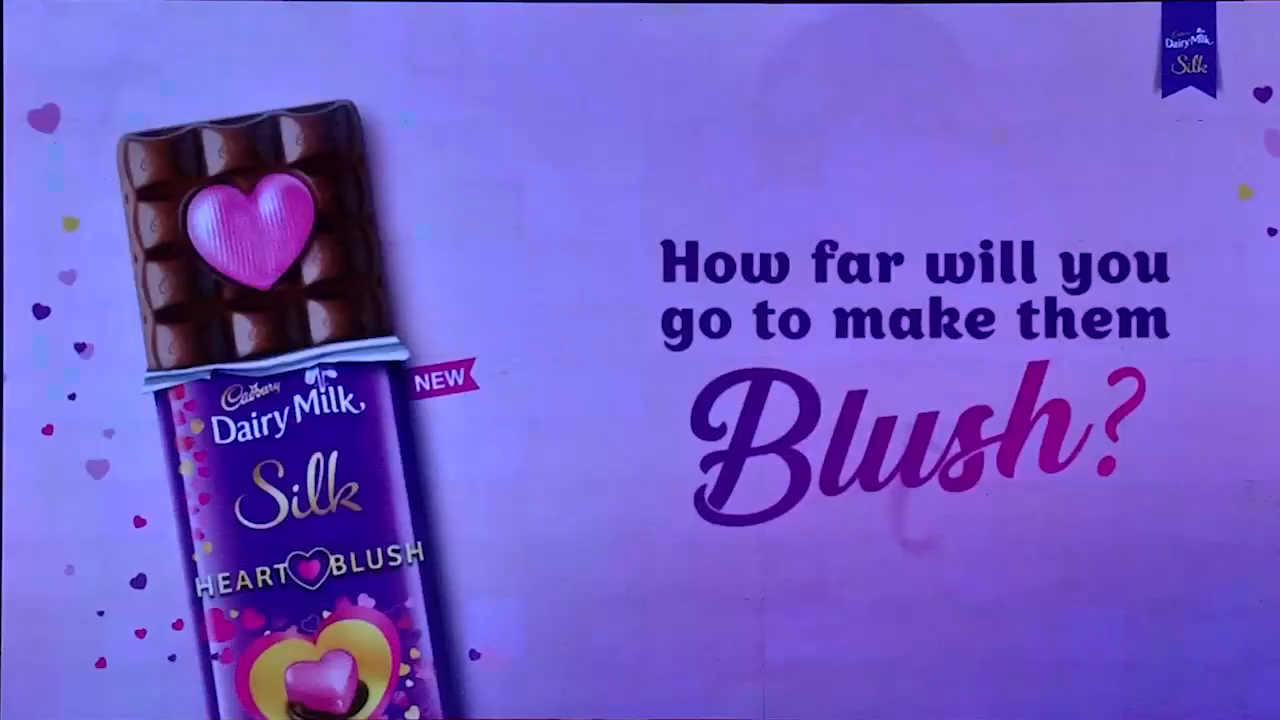 Cadbury
Dairy Milk
Silk
How far will you
go to make them
Blush?
NEW
Cadbury
Dairy Milk
Silk
HEART BLUSH